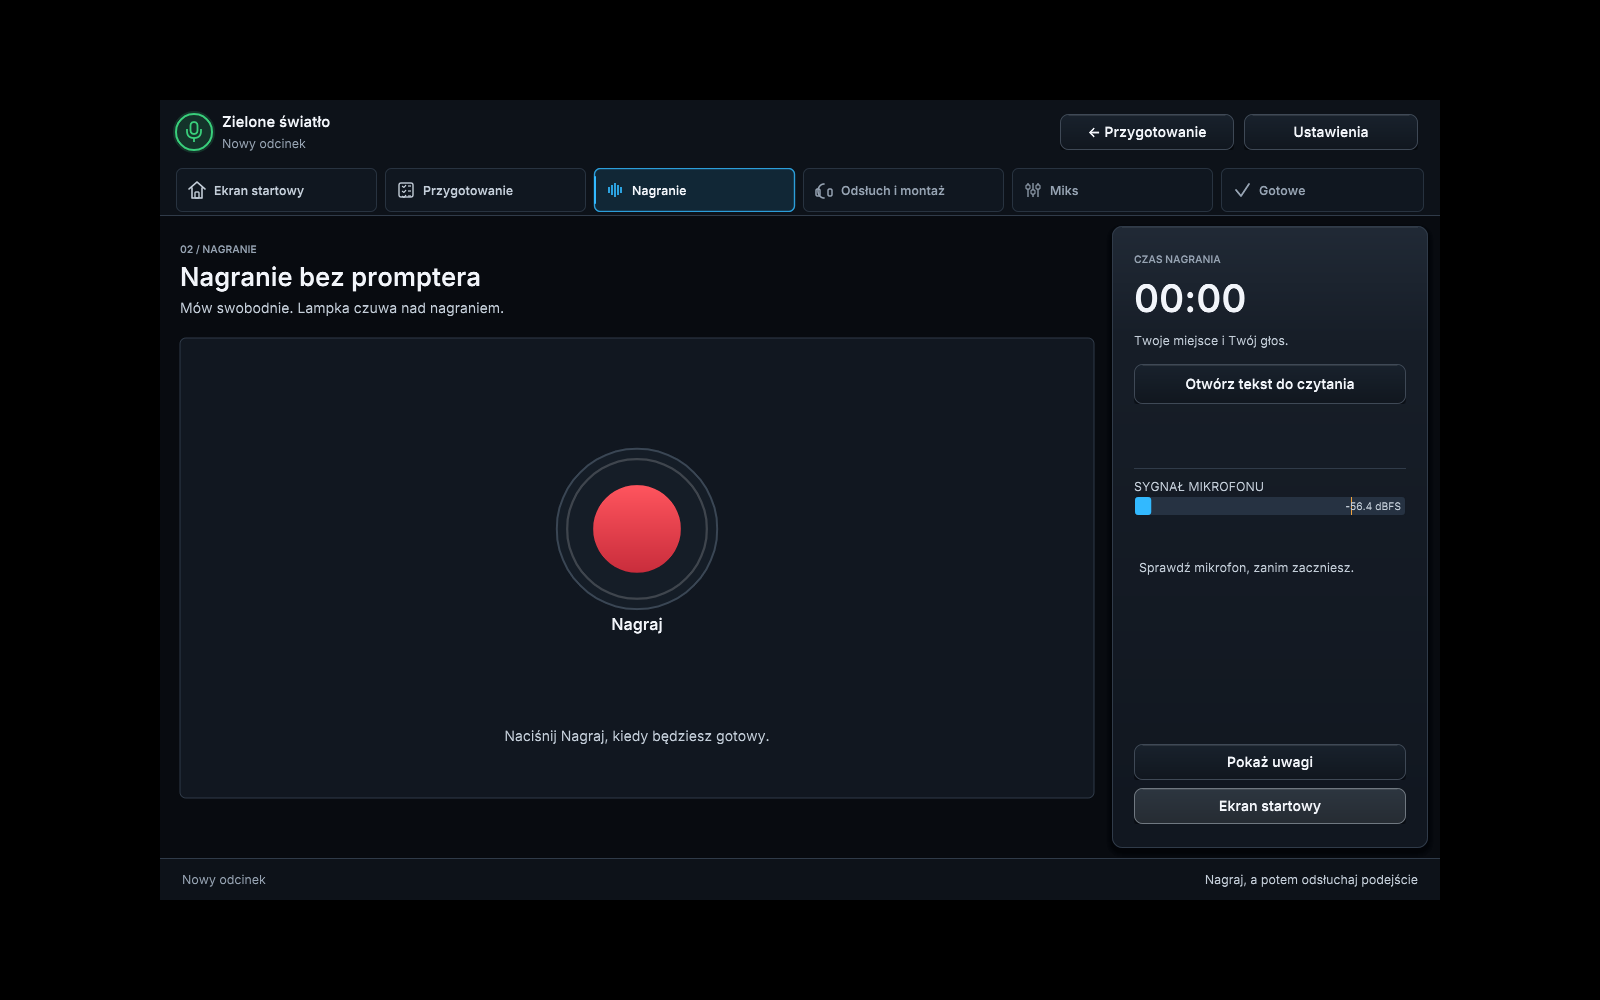 Zielone światło
Nowy odcinek
← Przygotowanie
Ustawienia
Ekran startowy
Przygotowanie
Nagranie
Odsłuch i montaż
Miks
Gotowe
02 / NAGRANIE
Nagranie bez promptera
Mów swobodnie. Lampka czuwa nad nagraniem.
Nagraj
Naciśnij Nagraj, kiedy będziesz gotowy.
CZAS NAGRANIA
00:00
Twoje miejsce i Twój głos.
Otwórz tekst do czytania
SYGNAŁ MIKROFONU
-56.4 dBFS
Sprawdź mikrofon, zanim zaczniesz.
Pokaż uwagi
Ekran startowy
Nowy odcinek
Nagraj, a potem odsłuchaj podejście